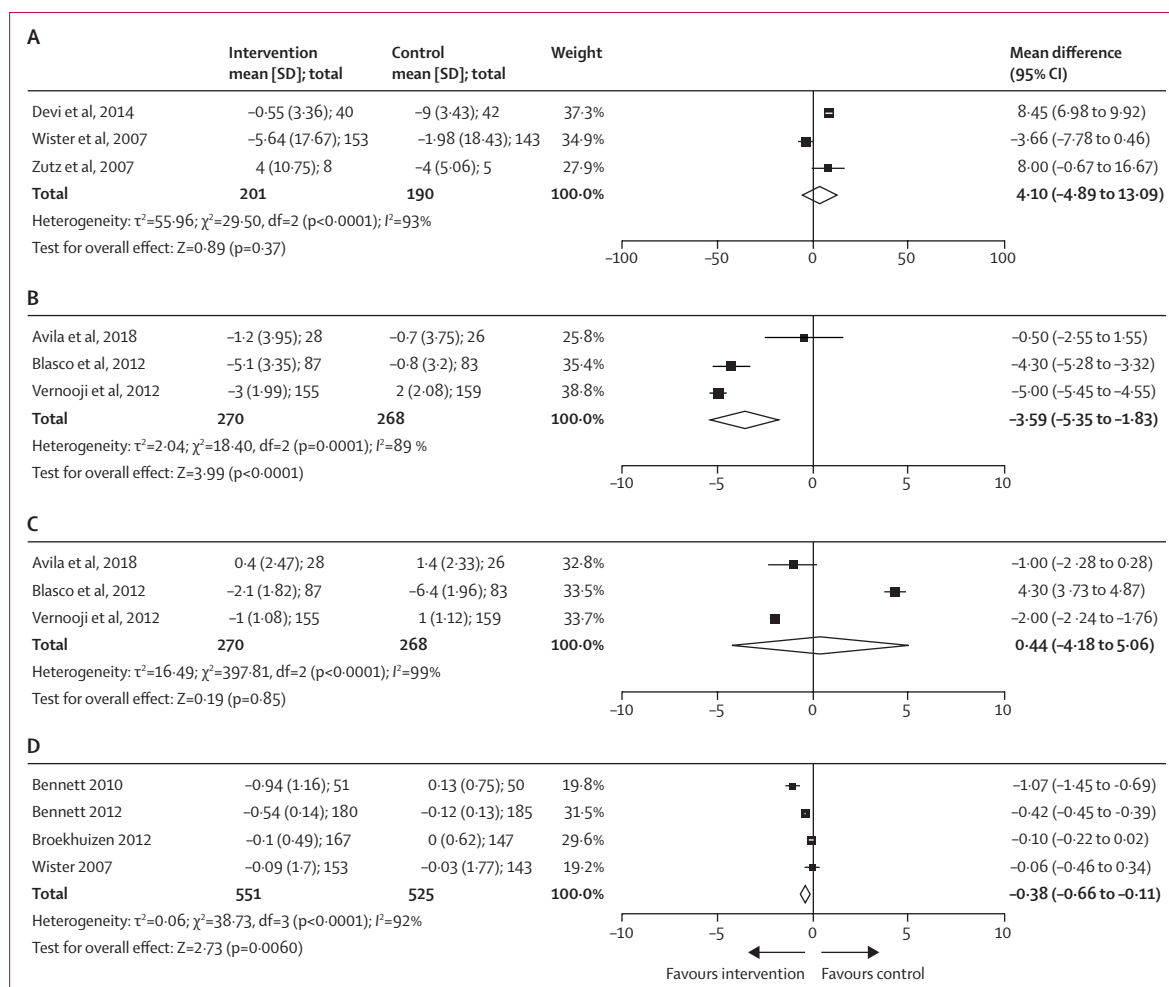 A
Intervention mean [SD]; total Control mean [SD]; total Weight Mean difference (95% CI)
Devi et al, 2014 –0·55 (3·36); 40 –9 (3·43); 42 37·3% 8·45 (6·98 to 9·92)
Wister et al, 2007 –5·64 (17·67); 153 –1·98 (18·43); 143 34·9% –3·66 (–7·78 to 0·46)
Zutz et al, 2007 4 (10·75); 8 –4 (5·06); 5 27·9% 8·00 (–0·67 to 16·67)
Total 201 190 100·0% 4·10 (–4·89 to 13·09)
Heterogeneity: τ²=55·96; χ²=29·50, df=2 (p<0·0001); I²=93%
Test for overall effect: Z=0·89 (p=0·37)
–100 –50 0 50 100
B
Avila et al, 2018 –1·2 (3·95); 28 –0·7 (3·75); 26 25·8% –0·50 (–2·55 to 1·55)
Blasco et al, 2012 –5·1 (3·35); 87 –0·8 (3·2); 83 35·4% –4·30 (–5·28 to –3·32)
Vernooji et al, 2012 –3 (1·99); 155 2 (2·08); 159 38·8% –5·00 (–5·45 to –4·55)
Total 270 268 100·0% –3·59 (–5·35 to –1·83)
Heterogeneity: τ²=2·04; χ²=18·40, df=2 (p=0·0001); I²=89 %
Test for overall effect: Z=3·99 (p<0·0001)
–10 –5 0 5 10
C
Avila et al, 2018 0·4 (2·47); 28 1·4 (2·33); 26 32·8% –1·00 (–2·28 to 0·28)
Blasco et al, 2012 –2·1 (1·82); 87 –6·4 (1·96); 83 33·5% 4·30 (3·73 to 4·87)
Vernooji et al, 2012 –1 (1·08); 155 1 (1·12); 159 33·7% –2·00 (–2·24 to –1·76)
Total 270 268 100·0% 0·44 (–4·18 to 5·06)
Heterogeneity: τ²=16·49; χ²=397·81, df=2 (p<0·0001); I²=99%
Test for overall effect: Z=0·19 (p=0·85)
–10 –5 0 5 10
D
Bennett 2010 –0·94 (1·16); 51 0·13 (0·75); 50 19·8% –1·07 (–1·45 to -0·69)
Bennett 2012 –0·54 (0·14); 180 –0·12 (0·13); 185 31·5% –0·42 (–0·45 to -0·39)
Broekhuizen 2012 –0·1 (0·49); 167 0 (0·62); 147 29·6% –0·10 (–0·22 to 0·02)
Wister 2007 –0·09 (1·7); 153 –0·03 (1·77); 143 19·2% –0·06 (–0·46 to 0·34)
Total 551 525 100·0% –0·38 (–0·66 to –0·11)
Heterogeneity: τ²=0·06; χ²=38·73, df=3 (p<0·0001); I²=92%
Test for overall effect: Z=2·73 (p=0·0060)
–10 –5 0 5 10
Favours intervention Favours control